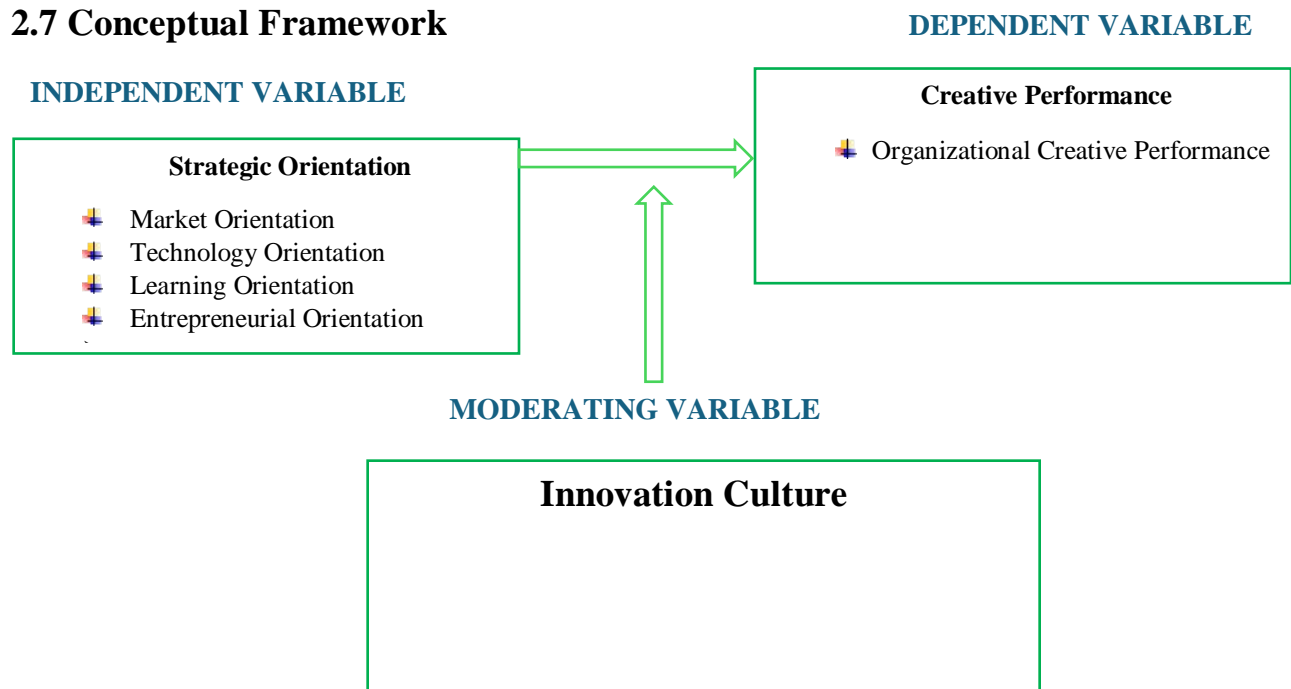 2.7 Conceptual Framework
DEPENDENT VARIABLE
INDEPENDENT VARIABLE
Creative Performance
Organizational Creative Performance
Strategic Orientation
Market Orientation
Technology Orientation
Learning Orientation
Entrepreneurial Orientation
`
MODERATING VARIABLE
Innovation Culture